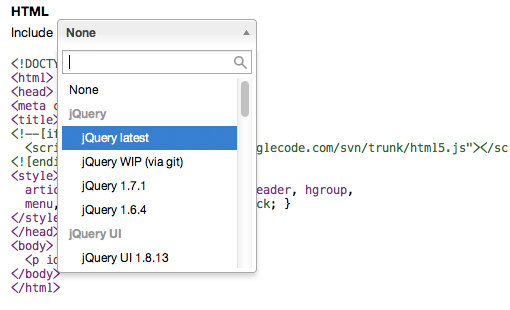 HTML
Include None
None
jQuery
jQuery latest
jQuery WIP (via git)
jQuery 1.7.1
jQuery 1.6.4
jQuery UI
jQuery UI 1.8.13
<!DOCTY
<html>
<head>
<meta c
<title>
<!--[if
<scri glecode.com/svn/trunk/html5.js"></sc
<![endi
<style>
artic eader, hgroup,
menu, ck; }
</style
</head>
<body>
<p id
</body>
</html>